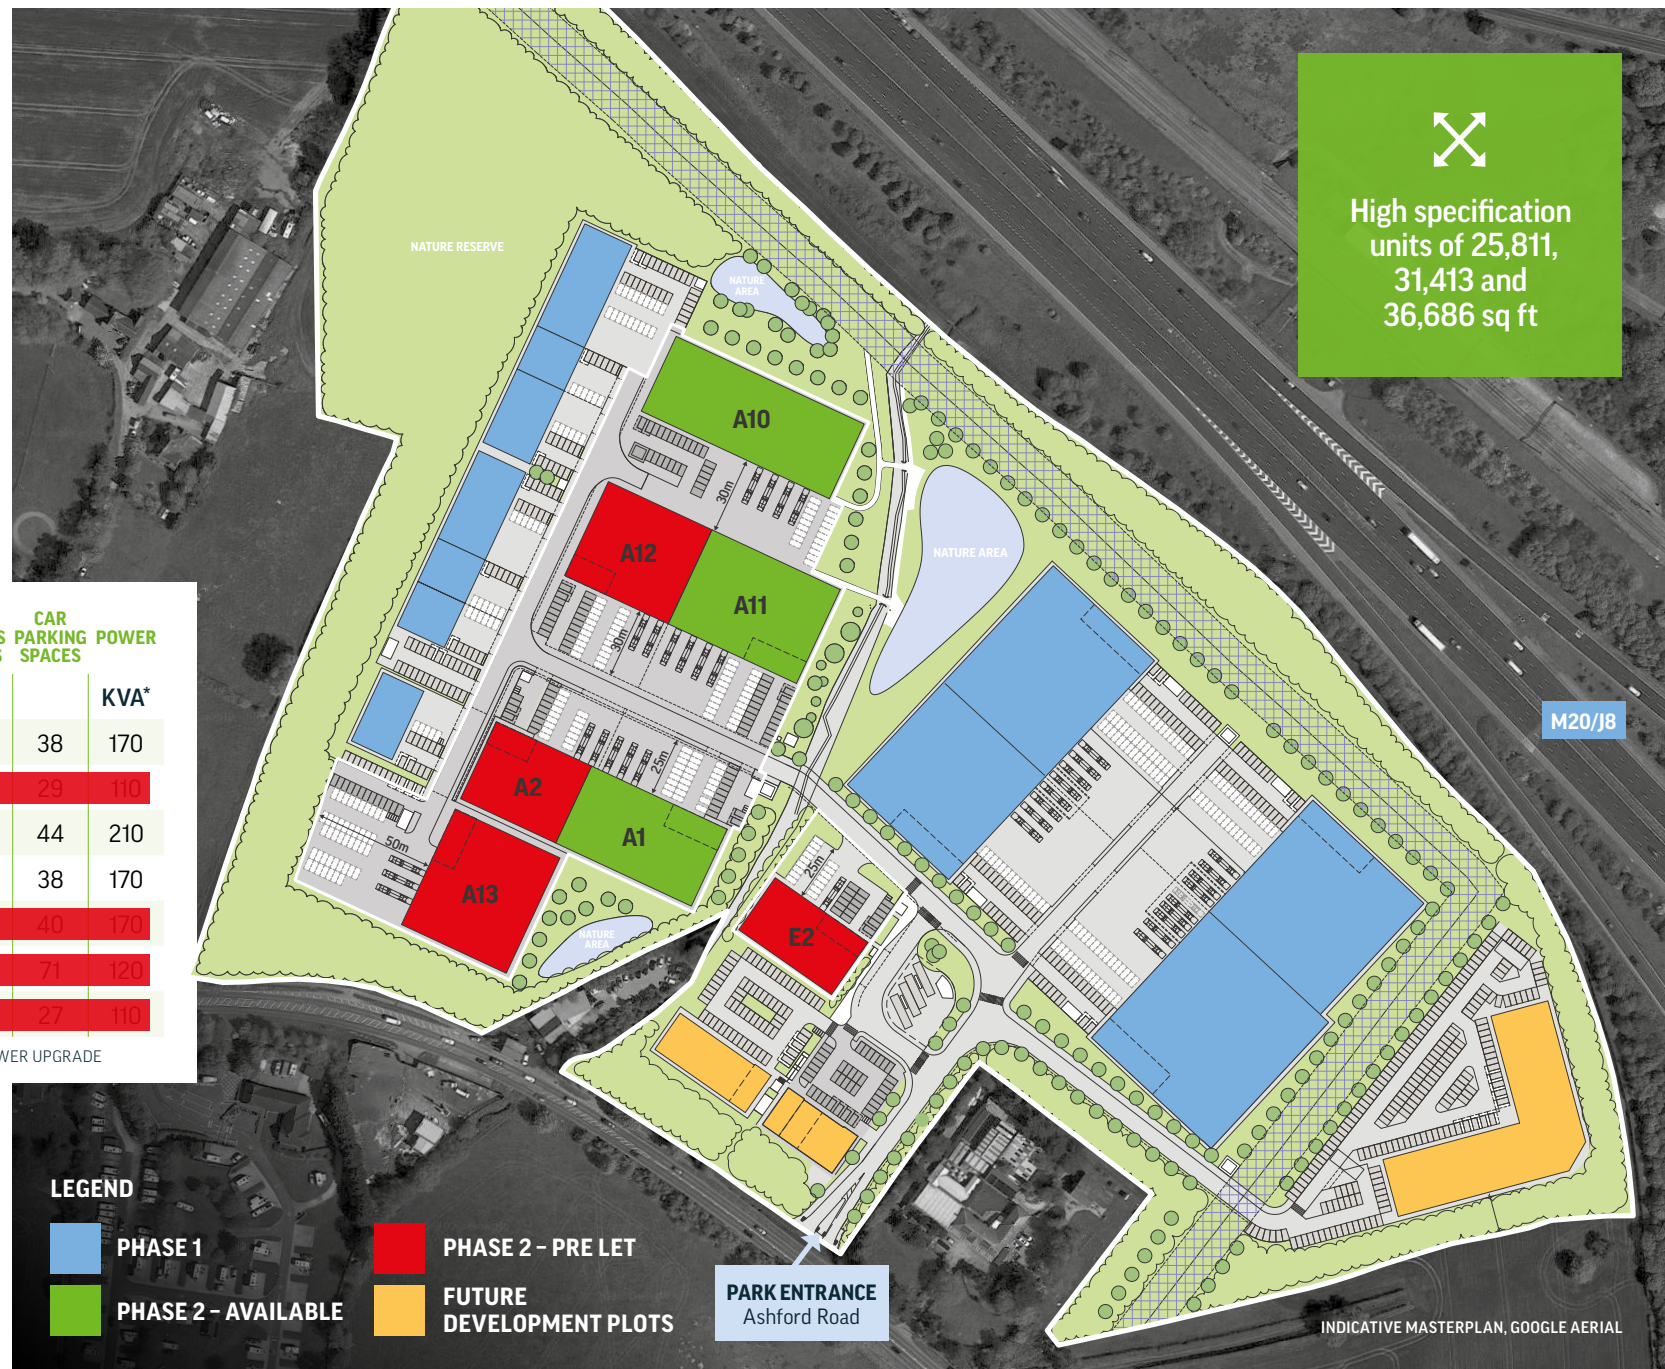 High specification
units of 25,811,
31,413 and
36,686 sq ft
NATURE RESERVE
NATURE
AREA
A10
30m
A12
A11
30m
NATURE AREA
CAR
PARKING
SPACES
POWER
KVA*
38 170
29 110
44 210
38 170
40 170
71 120
27 110
WER UPGRADE
M20/J8
A2
25m
A1
50m
A13
NATURE
AREA
25m
E2
LEGEND
PHASE 1
PHASE 2 – PRE LET
PHASE 2 – AVAILABLE
FUTURE
DEVELOPMENT PLOTS
PARK ENTRANCE
Ashford Road
INDICATIVE MASTERPLAN, GOOGLE AERIAL